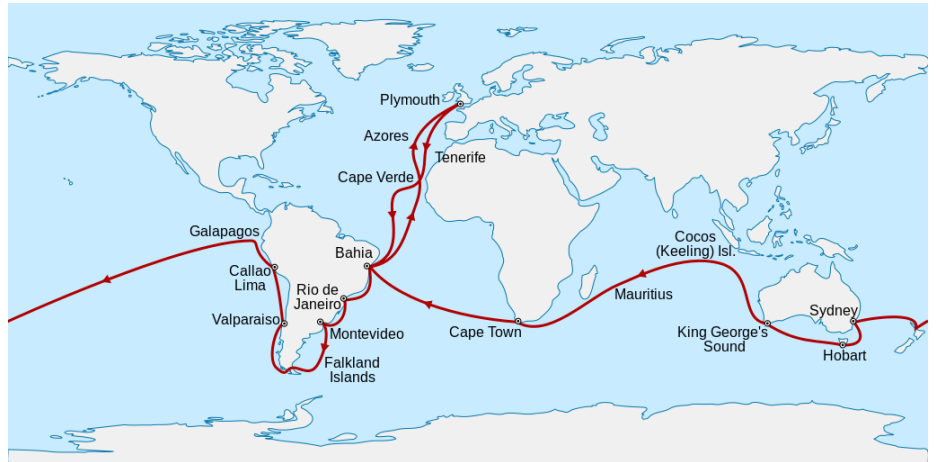 Plymouth
Azores
Tenerife
Cape Verde
Galapagos
Bahia
Callao
Lima
Rio de
Janeiro
Valparaiso
Montevideo
Falkland
Islands
Cape Town
Mauritius
Cocos
(Keeling) Isl.
Sydney
King George's
Sound
Hobart